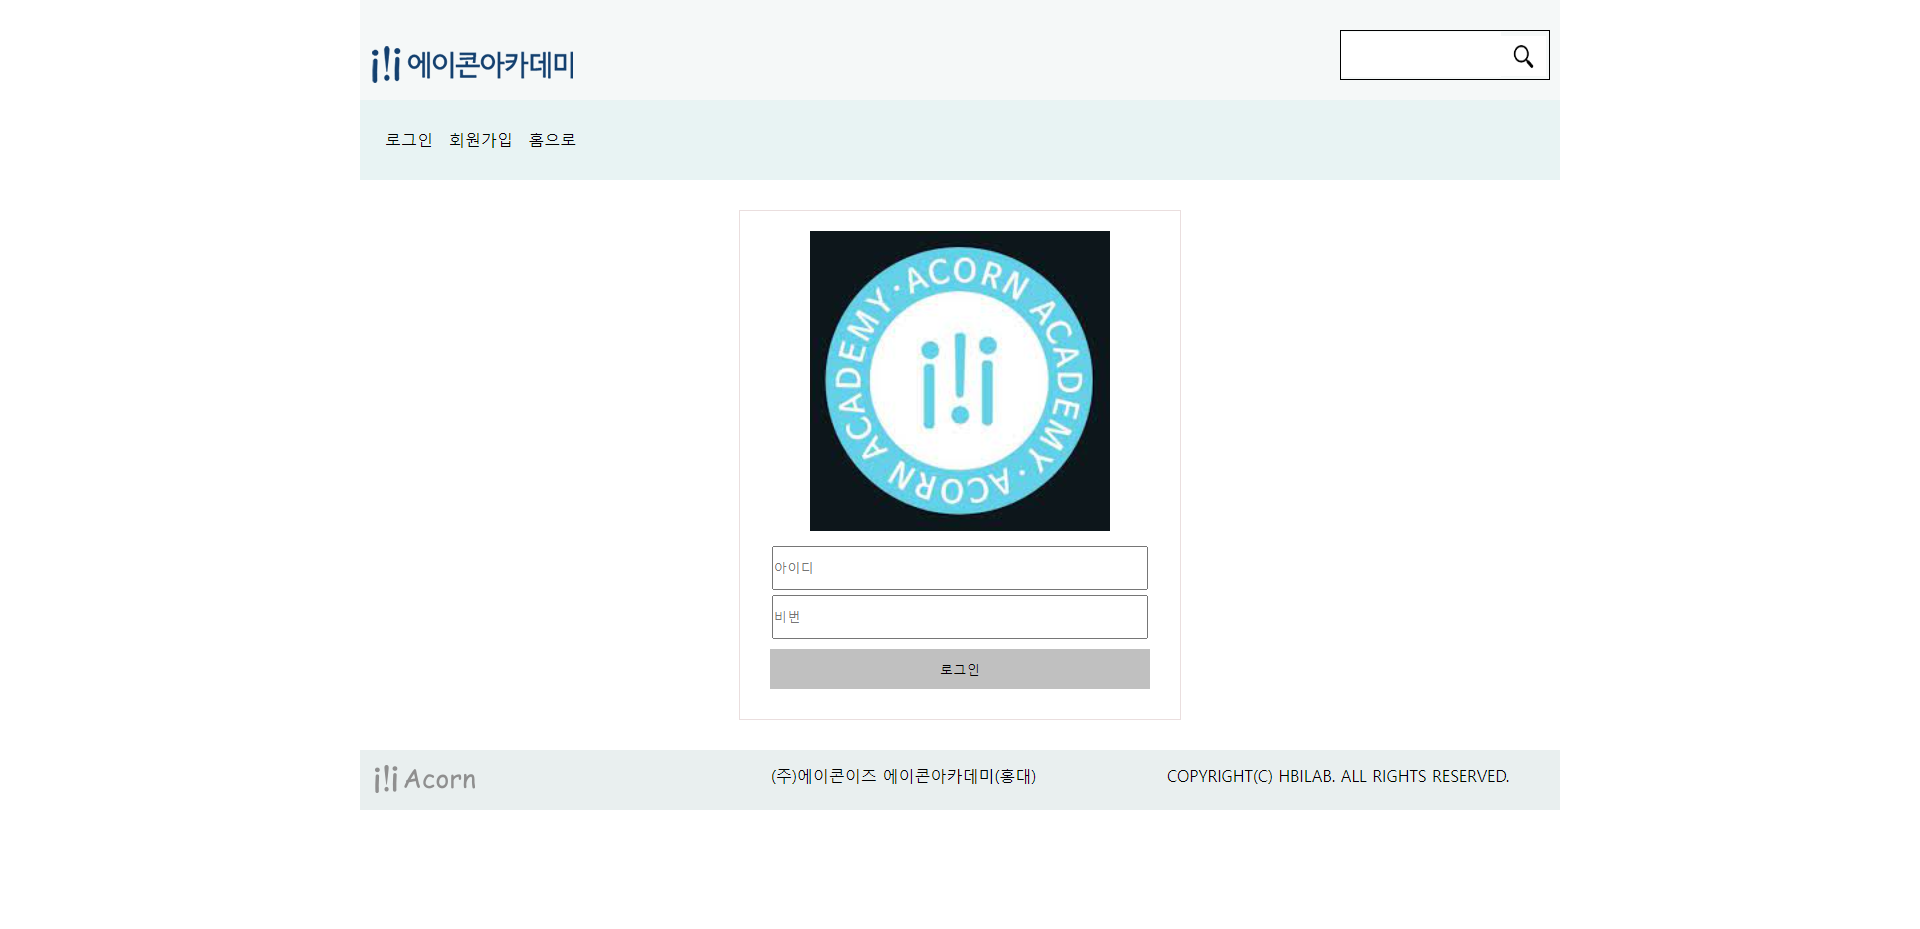 에이콘아카데미
로그인 회원가입 홈으로
ACORN ACADEMY · ACORN ACADEMY ·
아이디
비번
로그인
Acorn
(주)에이콘이즈 에이콘아카데미(홍대)
COPYRIGHT(C) HBILAB. ALL RIGHTS RESERVED.